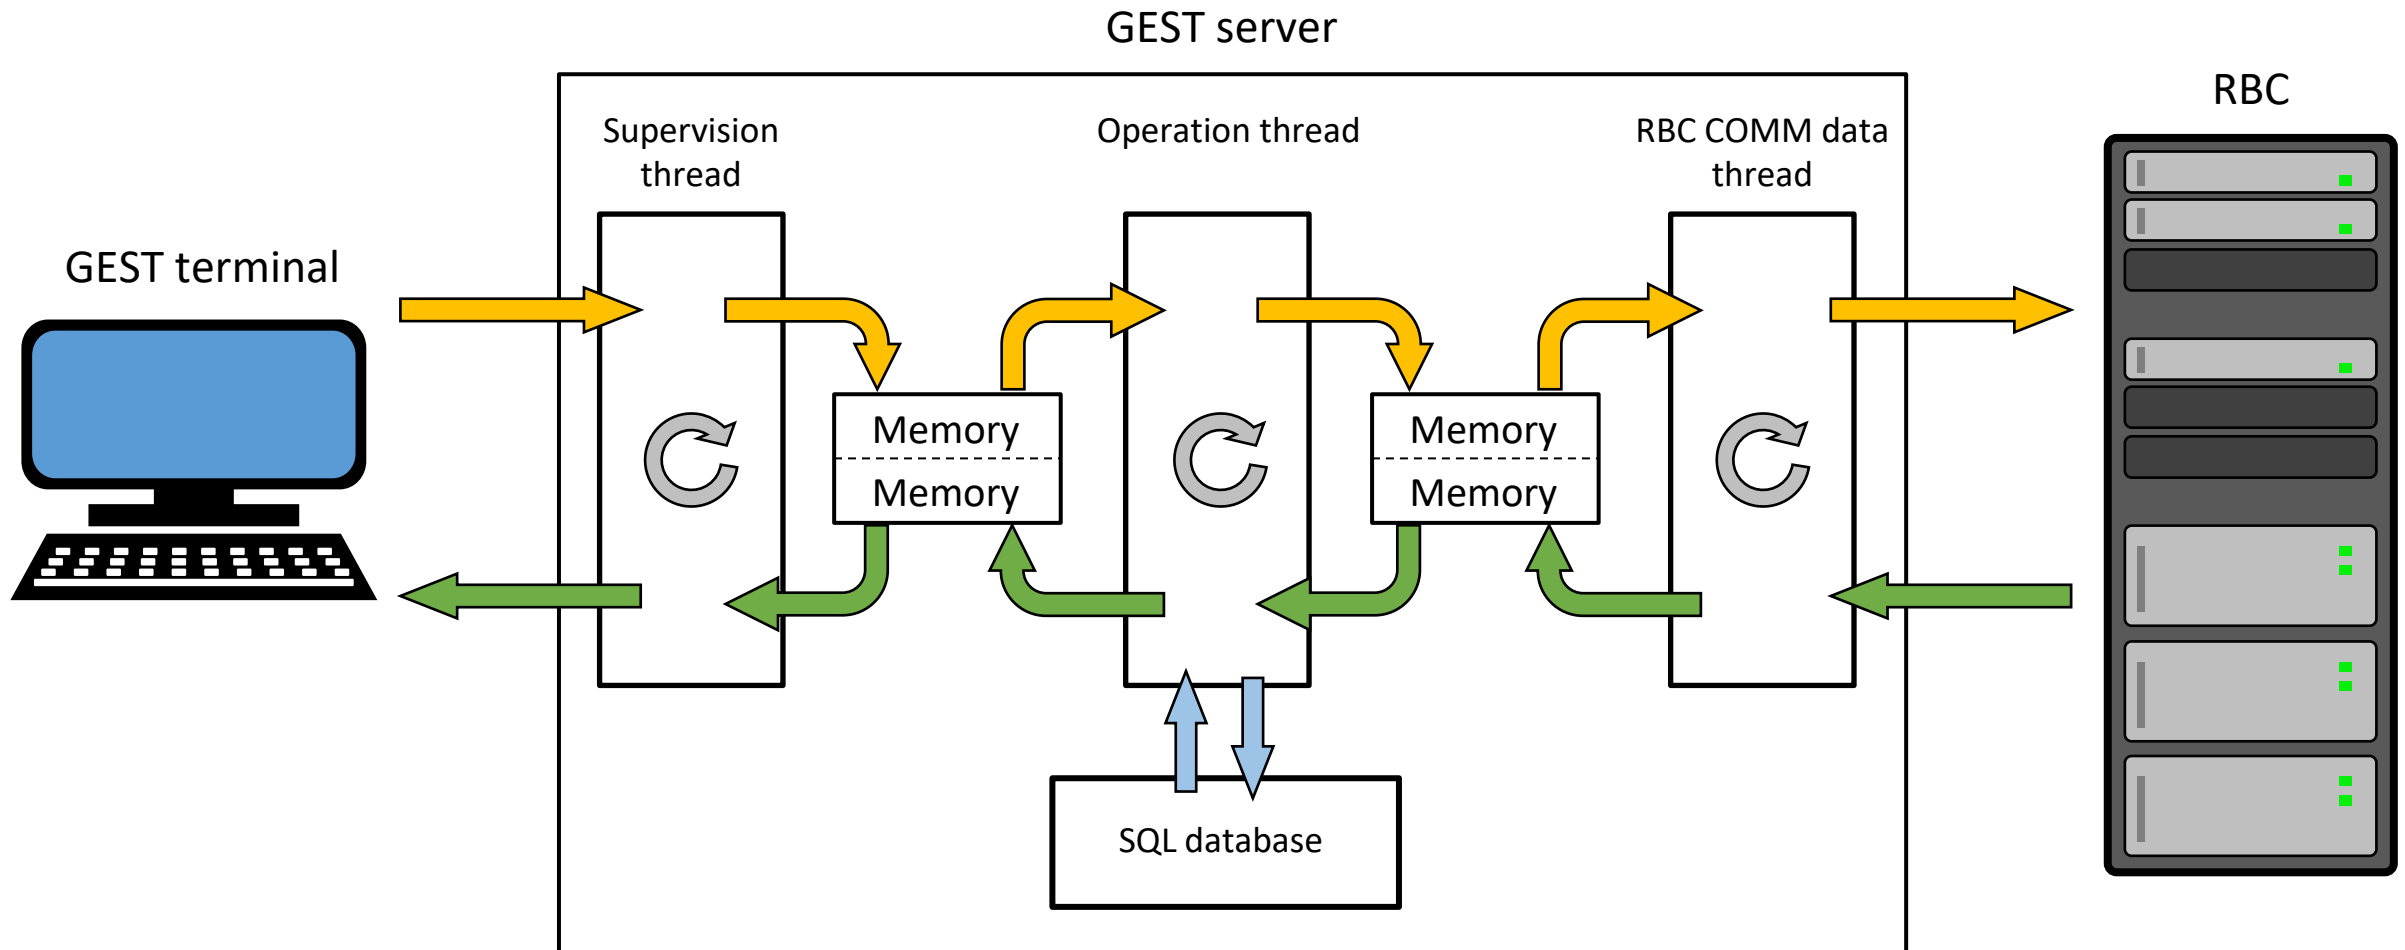 GEST server
RBC
Supervision
thread
Operation thread
RBC COMM data
thread
GEST terminal
Memory
Memory
Memory
Memory
SQL database